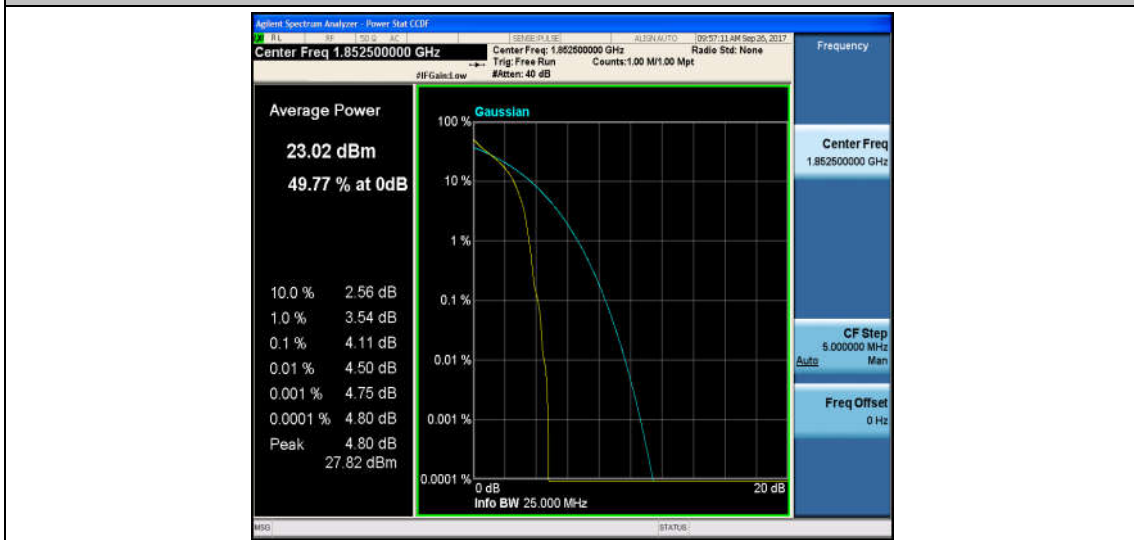 Agilent Spectrum Analyzer - Power Stat CCDF
RL RF 50 Ω AC SENSE:PULSE ALIGN AUTO 09:57:11 AM Sep 26, 2017
Center Freq 1.852500000 GHz
Center Freq: 1.852500000 GHz Radio Std: None
Trig: Free Run Counts:1.00 M/1.00 Mpt
#IFGain:Low #Atten: 40 dB
Frequency
Average Power
23.02 dBm
49.77 % at 0dB
10.0 % 2.56 dB
1.0 % 3.54 dB
0.1 % 4.11 dB
0.01 % 4.50 dB
0.001 % 4.75 dB
0.0001 % 4.80 dB
Peak 4.80 dB
27.82 dBm
Gaussian
100 %
10 %
1 %
0.1 %
0.01 %
0.001 %
0.0001 %
0 dB 20 dB
Info BW 25.000 MHz
Center Freq
1.852500000 GHz
CF Step
5.000000 MHz
Auto Man
Freq Offset
0 Hz
MSG STATUS